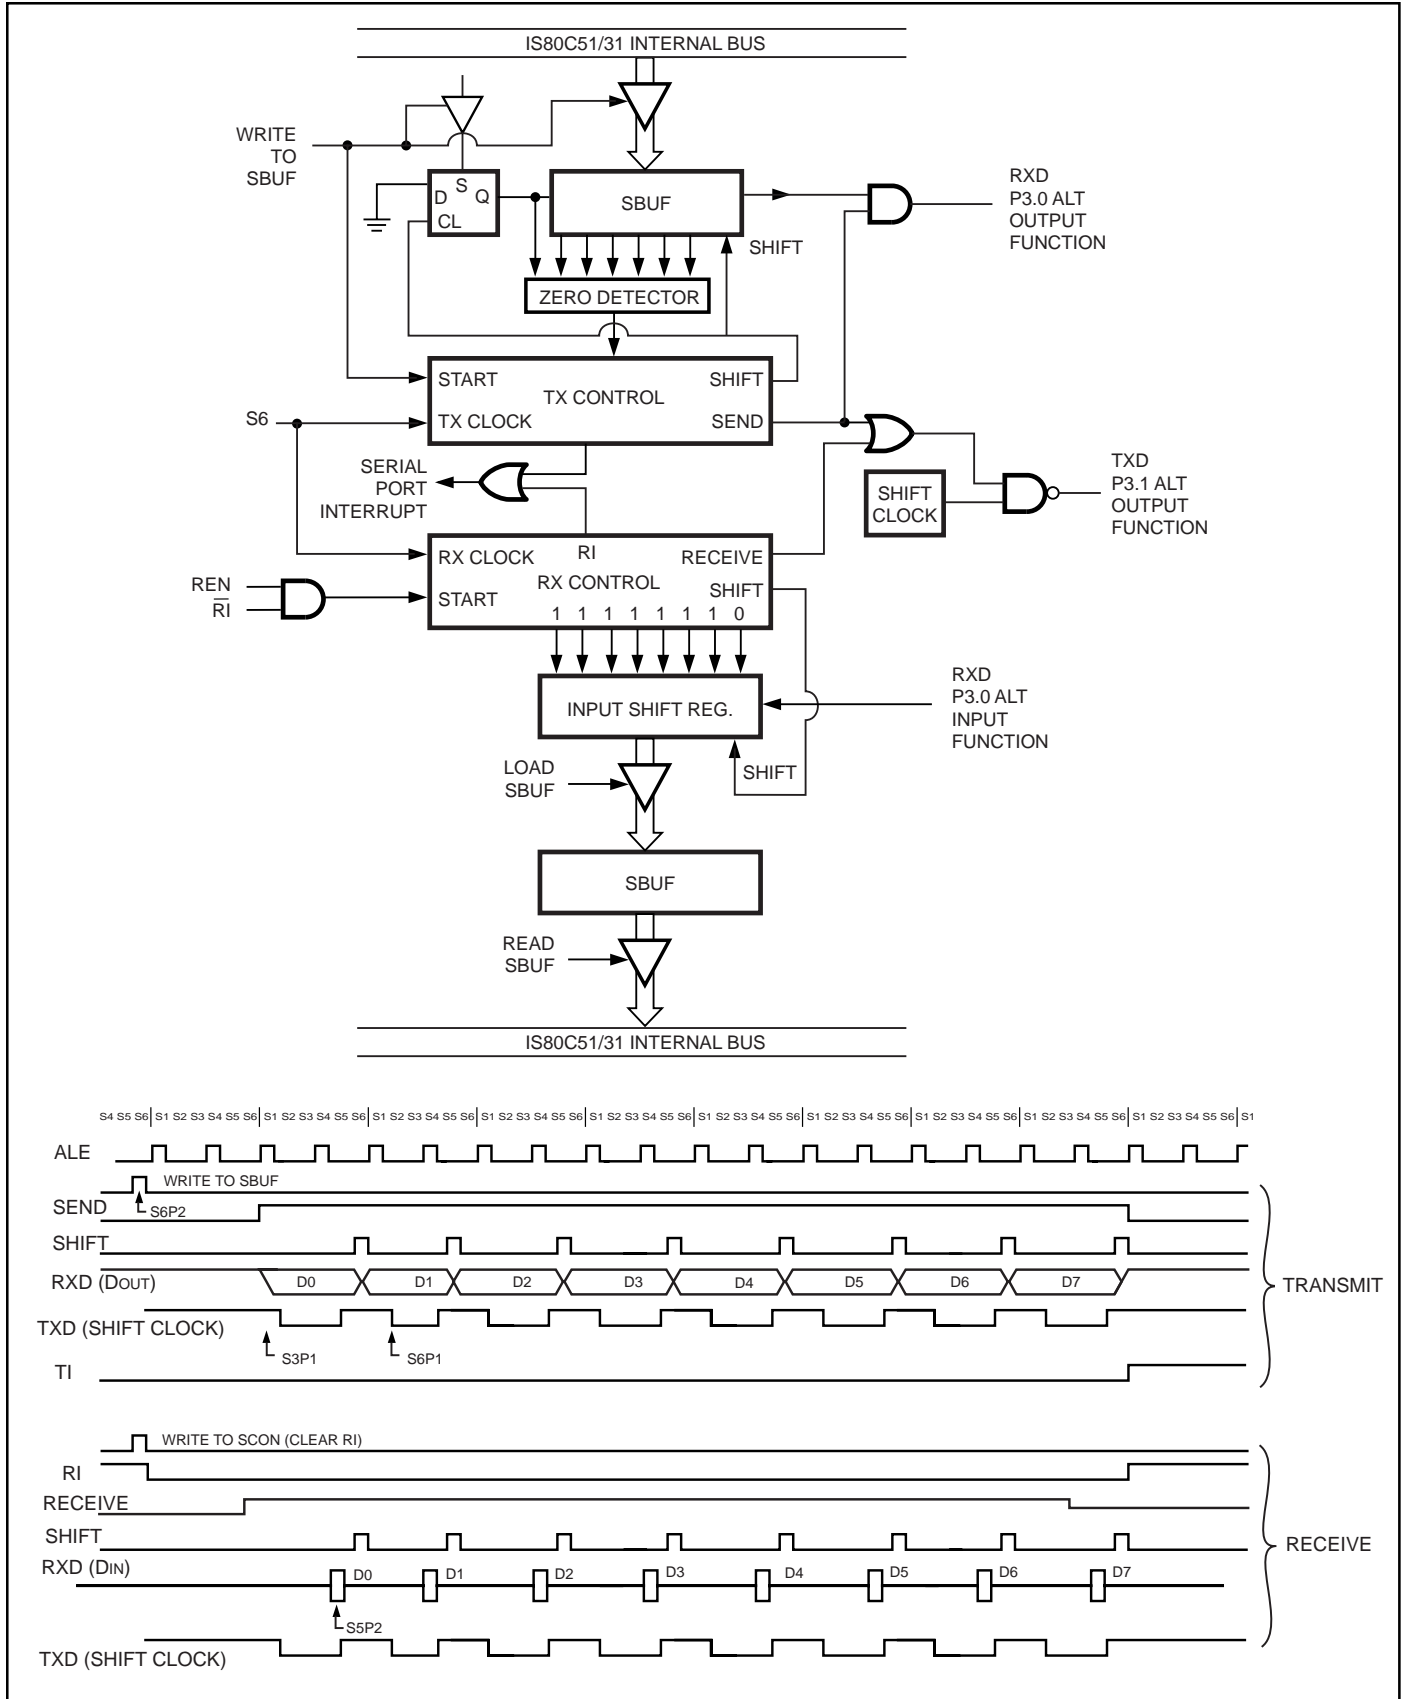 IS80C51/31 INTERNAL BUS
WRITE
TO
SBUF
D S Q
CL
SBUF
RXD
P3.0 ALT
OUTPUT
FUNCTION
SHIFT
ZERO DETECTOR
START
SHIFT
TX CONTROL
S6
TX CLOCK
SEND
SERIAL
PORT
INTERRUPT
SHIFT
CLOCK
TXD
P3.1 ALT
OUTPUT
FUNCTION
RX CLOCK
RI
RECEIVE
REN
RI
RX CONTROL
SHIFT
START
1 1 1 1 1 1 1 0
INPUT SHIFT REG.
RXD
P3.0 ALT
INPUT
FUNCTION
LOAD
SBUF
SHIFT
SBUF
READ
SBUF
IS80C51/31 INTERNAL BUS
S4 S5 S6 S1 S2 S3 S4 S5 S6 S1 S2 S3 S4 S5 S6 S1 S2 S3 S4 S5 S6 S1 S2 S3 S4 S5 S6 S1 S2 S3 S4 S5 S6 S1 S2 S3 S4 S5 S6 S1 S2 S3 S4 S5 S6 S1 S2 S3 S4 S5 S6 S1 S2 S3 S4 S5 S6 S1 S2 S3 S4 S5 S6 S1
ALE
WRITE TO SBUF
SEND
S6P2
SHIFT
RXD (DOUT)
D0 D1 D2 D3 D4 D5 D6 D7
TRANSMIT
TXD (SHIFT CLOCK)
S3P1
S6P1
TI
WRITE TO SCON (CLEAR RI)
RI
RECEIVE
SHIFT
RECEIVE
RXD (DIN)
D0 D1 D2 D3 D4 D5 D6 D7
S5P2
TXD (SHIFT CLOCK)